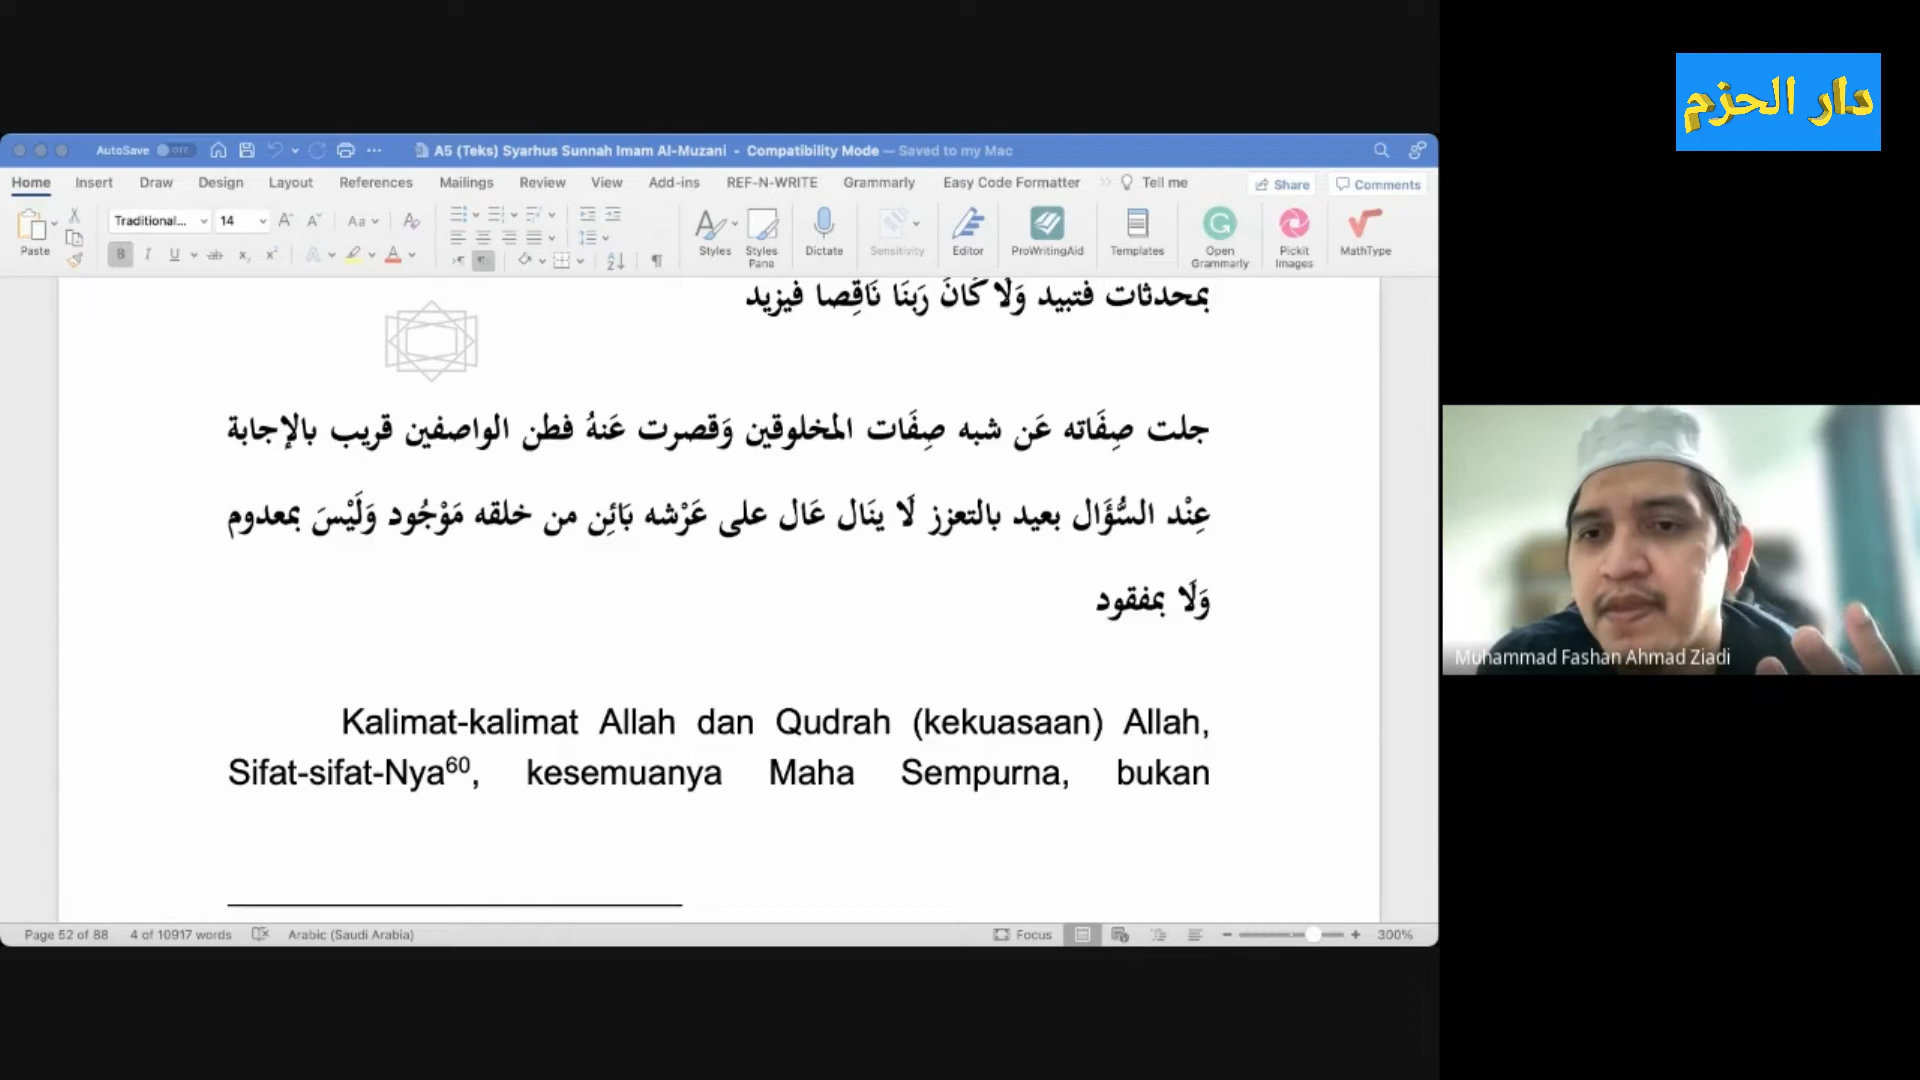 دار الحزم
AutoSave OFF
A5 (Teks) Syarhus Sunnah Imam Al-Muzani - Compatibility Mode — Saved to my Mac
Home Insert Draw Design Layout References Mailings Review View Add-ins REF-N-WRITE Grammarly Easy Code Formatter Tell me Share Comments
Paste Traditional... 14 Styles Styles Pane Dictate Sensitivity Editor ProWritingAid Templates Open Grammarly Pickit Images MathType
بمحدثات فتبيد وَلَا كَانَ رَبنَا نَاقِصا فيزيد
جلت صِفَاته عَن شبه صِفَات المخلوقين وَقصرت عَنهُ فطن الواصفين قريب بالإجابة
عِنْد السُّؤَال بعيد بالتعزز لَا ينَال عَال على عَرْشه بَائِن من خلقه مَوْجُود وَلَيْسَ بمعدوم
وَلَا بمفقود
Kalimat-kalimat Allah dan Qudrah (kekuasaan) Allah,
Sifat-sifat-Nya60, kesemuanya Maha Sempurna, bukan
Muhammad Fashan Ahmad Ziadi
Page 52 of 88 4 of 10917 words Arabic (Saudi Arabia) Focus 300%